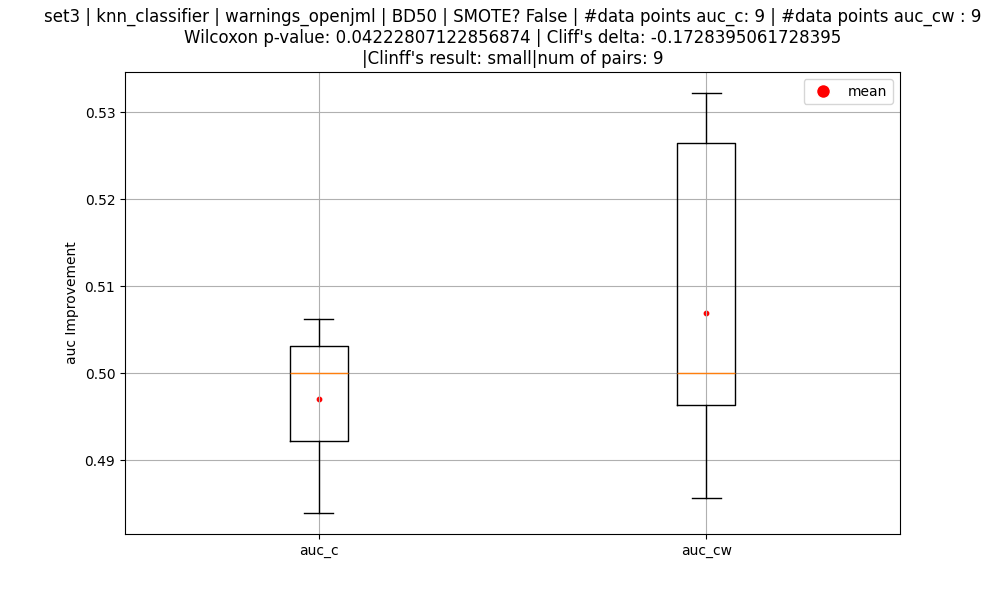 set3 | knn_classifier | warnings_openjml | BD50 | SMOTE? False | #data points auc_c: 9 | #data points auc_cw : 9
Wilcoxon p-value: 0.04222807122856874 | Cliff's delta: -0.1728395061728395
|Clinff's result: small|num of pairs: 9
mean
0.53
0.52
0.51
0.50
0.49
auc Improvement
auc_c
auc_cw